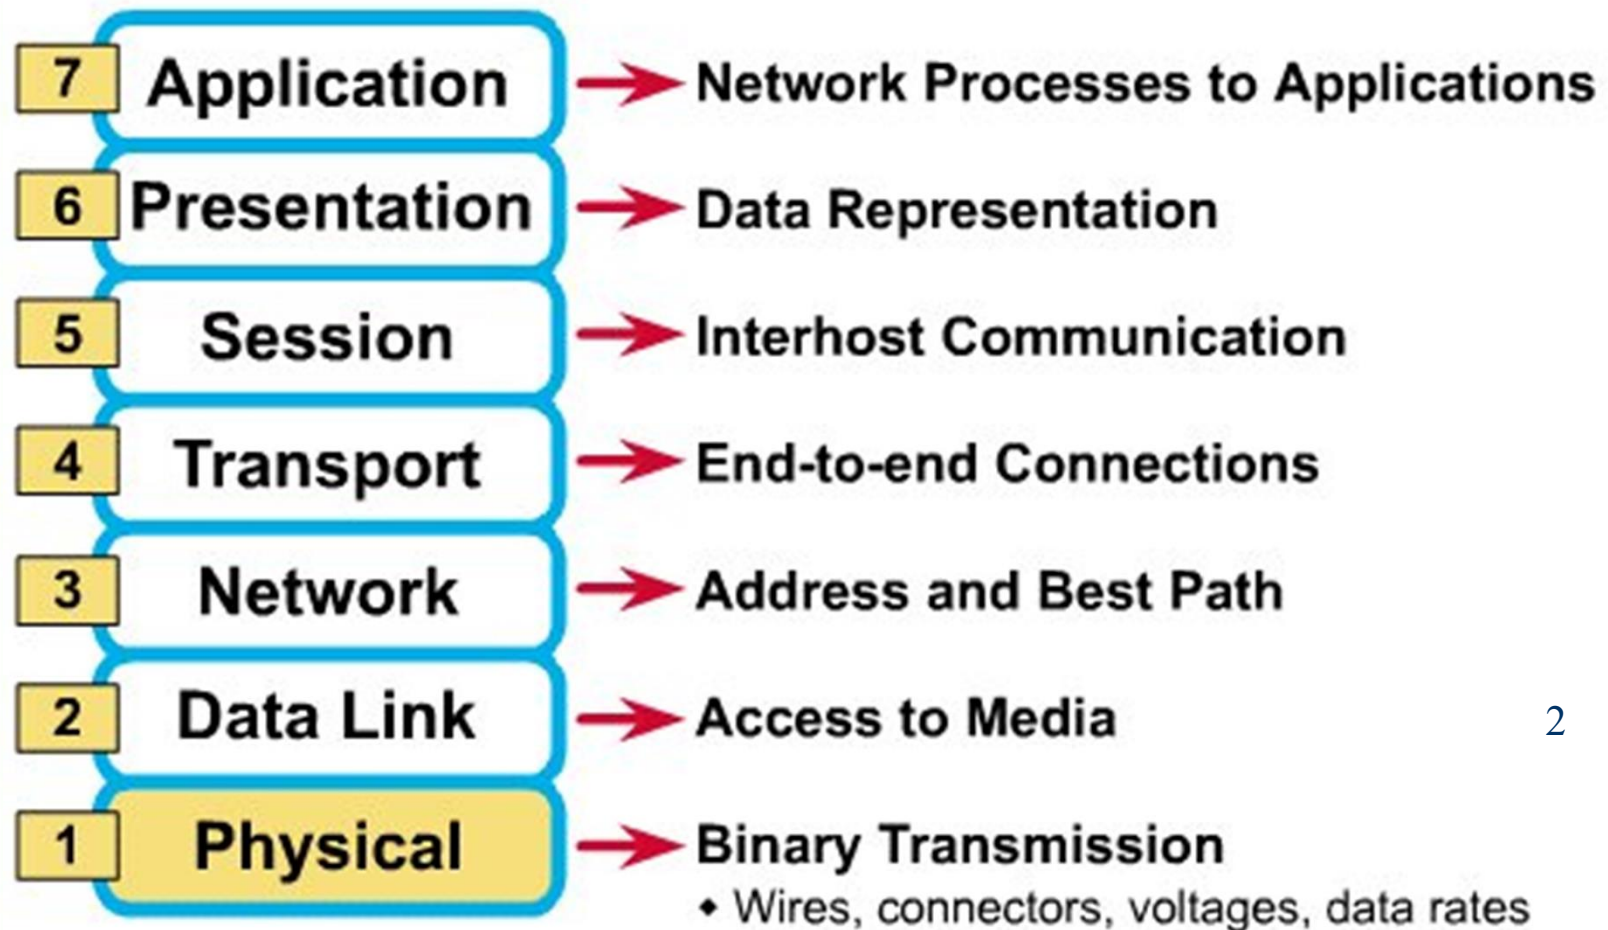 7 Application Network Processes to Applications
6 Presentation Data Representation
5 Session Interhost Communication
4 Transport End-to-end Connections
3 Network Address and Best Path
2 Data Link Access to Media 2
1 Physical Binary Transmission
◆ Wires, connectors, voltages, data rates